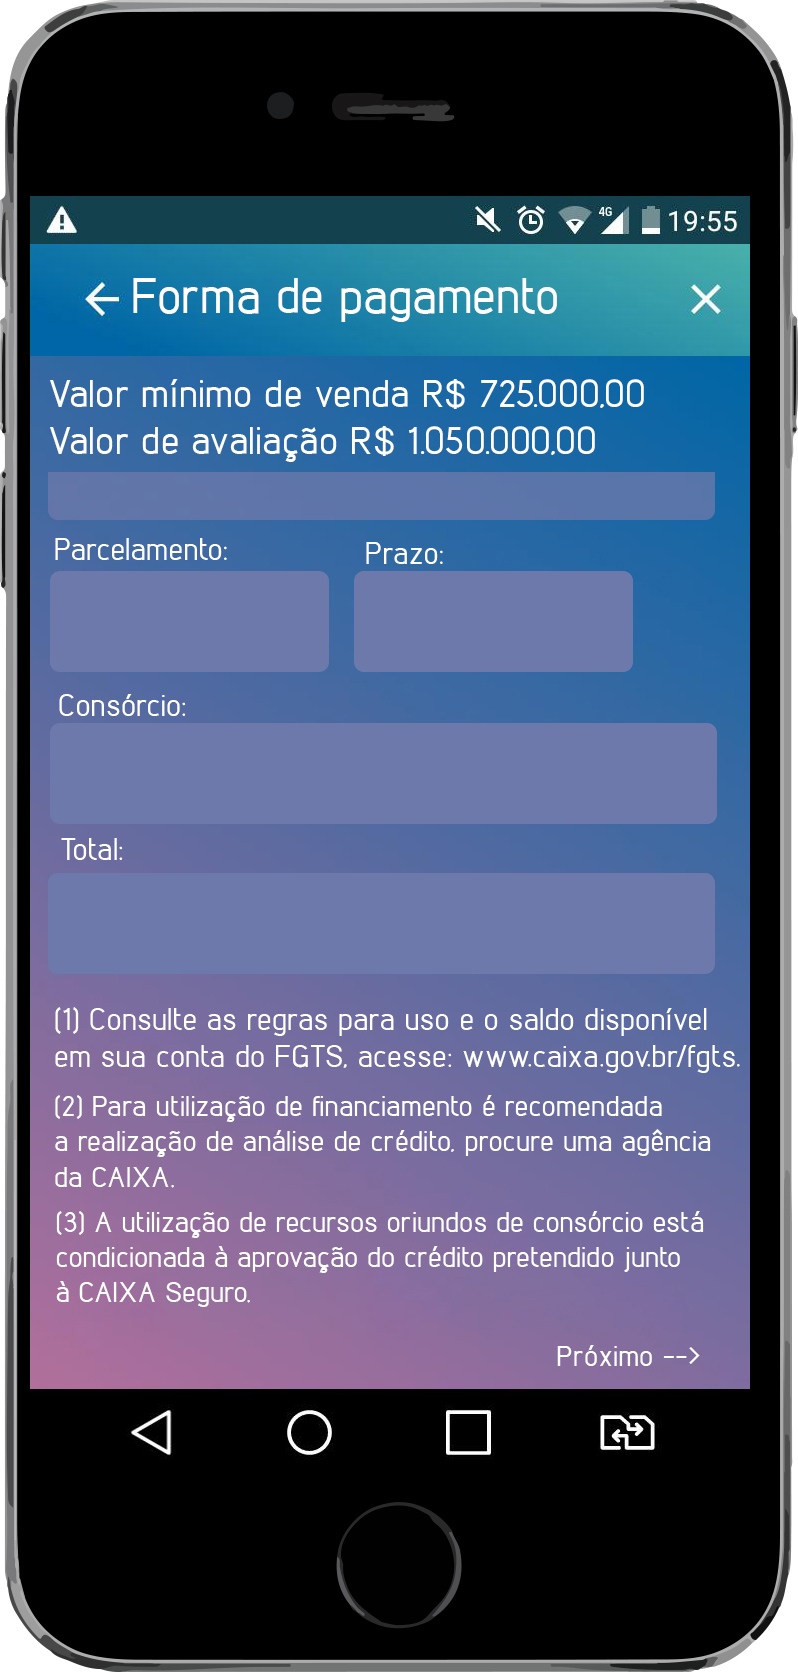 4G 19:55
Forma de pagamento
Valor mínimo de venda R$ 725.000,00
Valor de avaliação R$ 1.050.000,00
Parcelamento: Prazo:
Consórcio:
Total:
(1) Consulte as regras para uso e o saldo disponível
em sua conta do FGTS, acesse: www.caixa.gov.br/fgts.
(2) Para utilização de financiamento é recomendada
a realização de análise de crédito, procure uma agência
da CAIXA.
(3) A utilização de recursos oriundos de consórcio está
condicionada à aprovação do crédito pretendido junto
à CAIXA Seguro.
Próximo -->